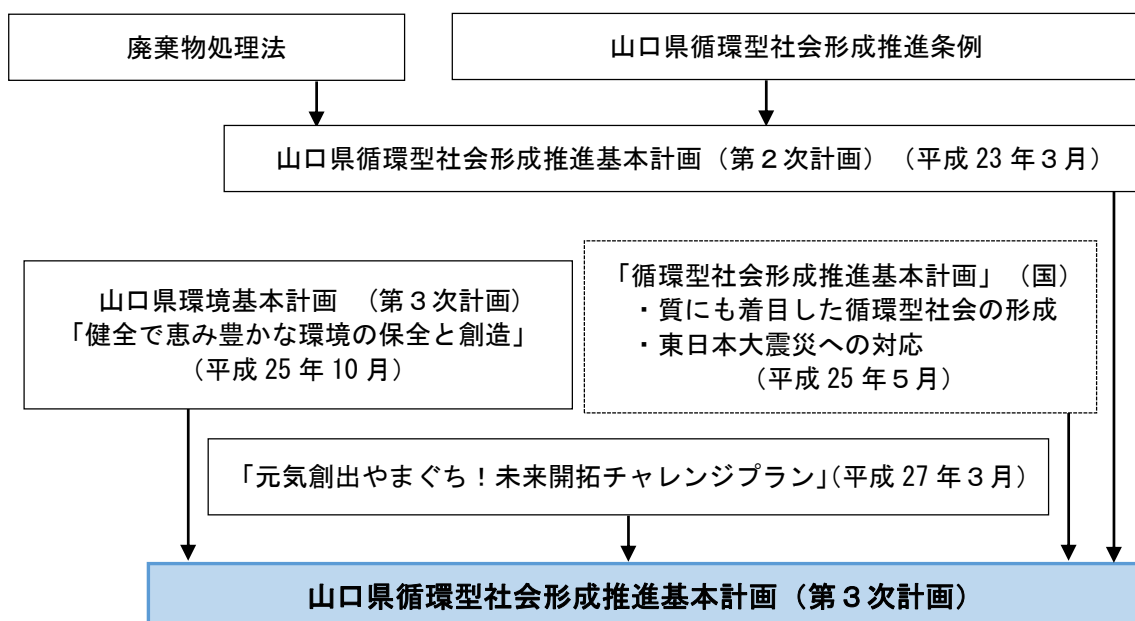 廃棄物処理法
山口県循環型社会形成推進条例
山口県循環型社会形成推進基本計画（第２次計画）（平成 23 年３月）
山口県環境基本計画　（第３次計画）
「健全で恵み豊かな環境の保全と創造」
（平成 25 年 10 月）
「循環型社会形成推進基本計画」（国）
・質にも着目した循環型社会の形成
・東日本大震災への対応
（平成 25 年５月）
「元気創出やまぐち！未来開拓チャレンジプラン」（平成 27 年３月）
山口県循環型社会形成推進基本計画（第３次計画）